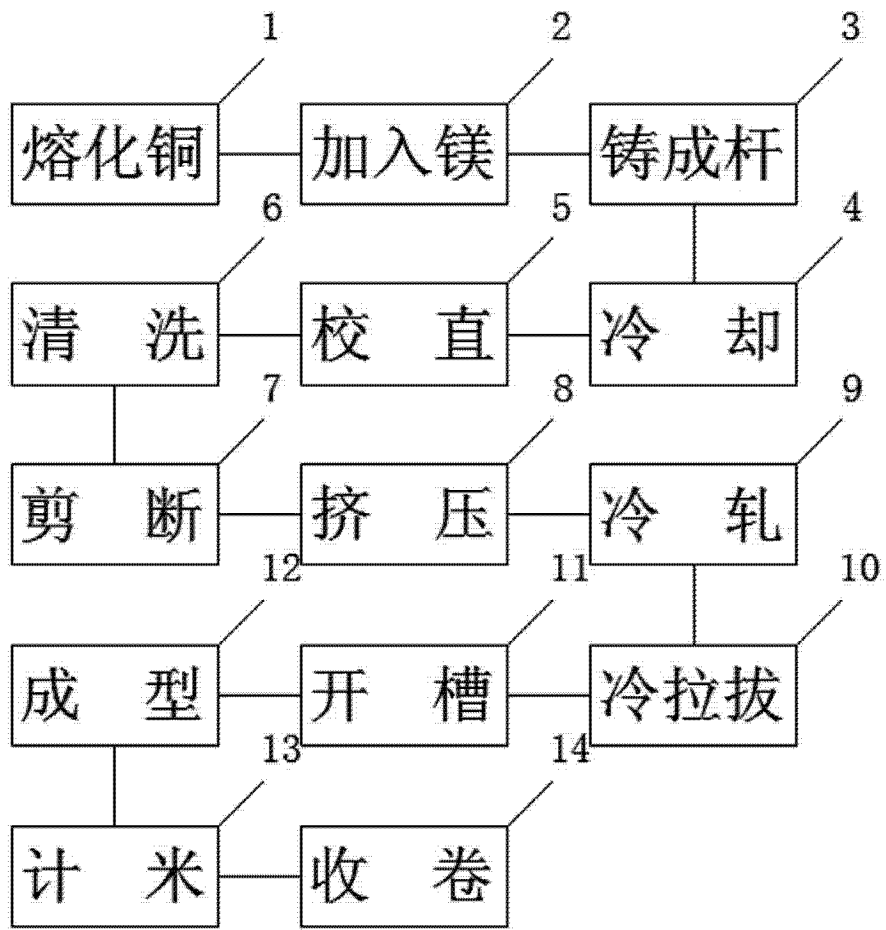 1 2 3
熔化铜 加入镁 铸成杆
6 5 4
清 洗 校 直 冷 却
7 8 9
剪 断 挤 压 冷 轧
12 11 10
成 型 开 槽 冷拉拔
13 14
计 米 收 卷